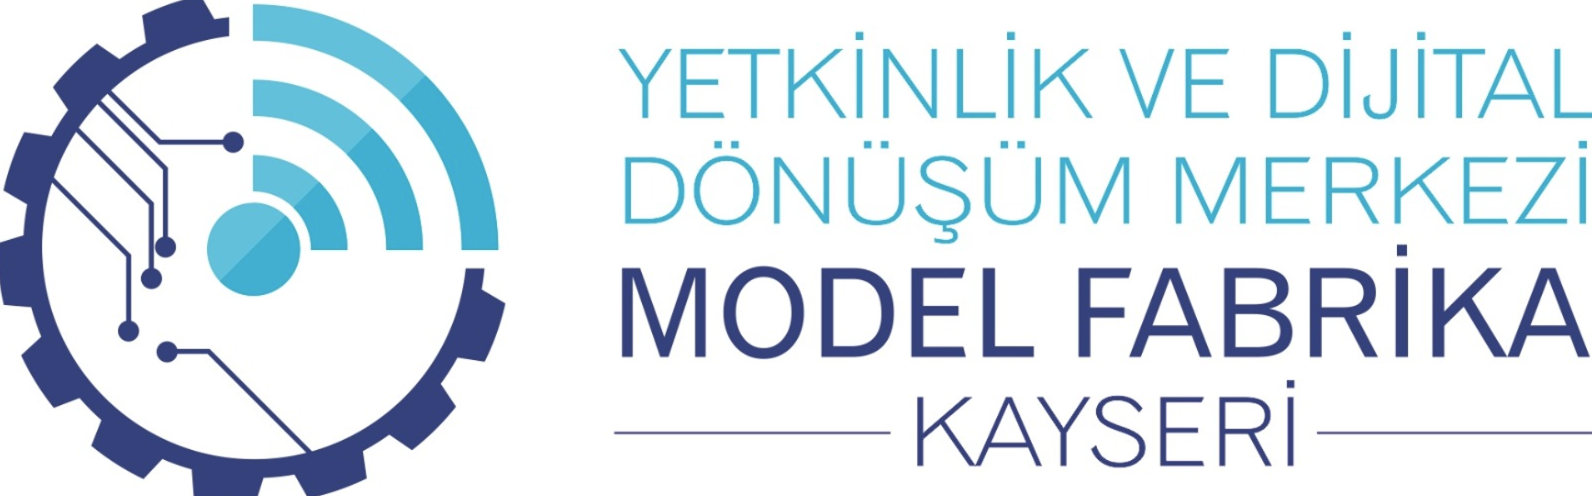 YETKİNLİK VE DİJİTAL
DÖNÜŞÜM MERKEZİ
MODEL FABRİKA
KAYSERİ